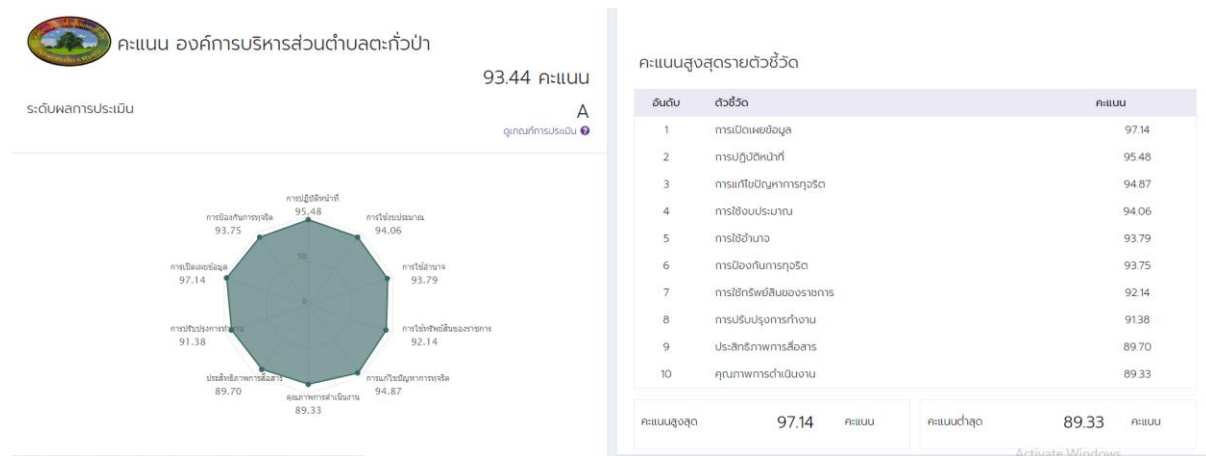 คะแนน องค์การบริหารส่วนตำบลตะกั่วป่า
93.44 คะแนน
ระดับผลการประเมิน
A
ดูเกณฑ์การประเมิน
การปฏิบัติหน้าที่
95.48
การป้องกันการทุจริต
93.75
การใช้งบประมาณ
94.06
การเปิดเผยข้อมูล
97.14
50
การใช้อำนาจ
93.79
0
การปรับปรุงการทำงาน
91.38
การใช้ทรัพย์สินของราชการ
92.14
ประสิทธิภาพการสื่อสาร
89.70
คุณภาพการดำเนินงาน
89.33
การแก้ไขปัญหาการทุจริต
94.87
คะแนนสูงสุดรายตัวชี้วัด
อันดับ ตัวชี้วัด คะแนน
1 การเปิดเผยข้อมูล 97.14
2 การปฏิบัติหน้าที่ 95.48
3 การแก้ไขปัญหาการทุจริต 94.87
4 การใช้งบประมาณ 94.06
5 การใช้อำนาจ 93.79
6 การป้องกันการทุจริต 93.75
7 การใช้ทรัพย์สินของราชการ 92.14
8 การปรับปรุงการทำงาน 91.38
9 ประสิทธิภาพการสื่อสาร 89.70
10 คุณภาพการดำเนินงาน 89.33
คะแนนสูงสุด 97.14 คะแนน
คะแนนต่ำสุด 89.33 คะแนน
Activate Windows